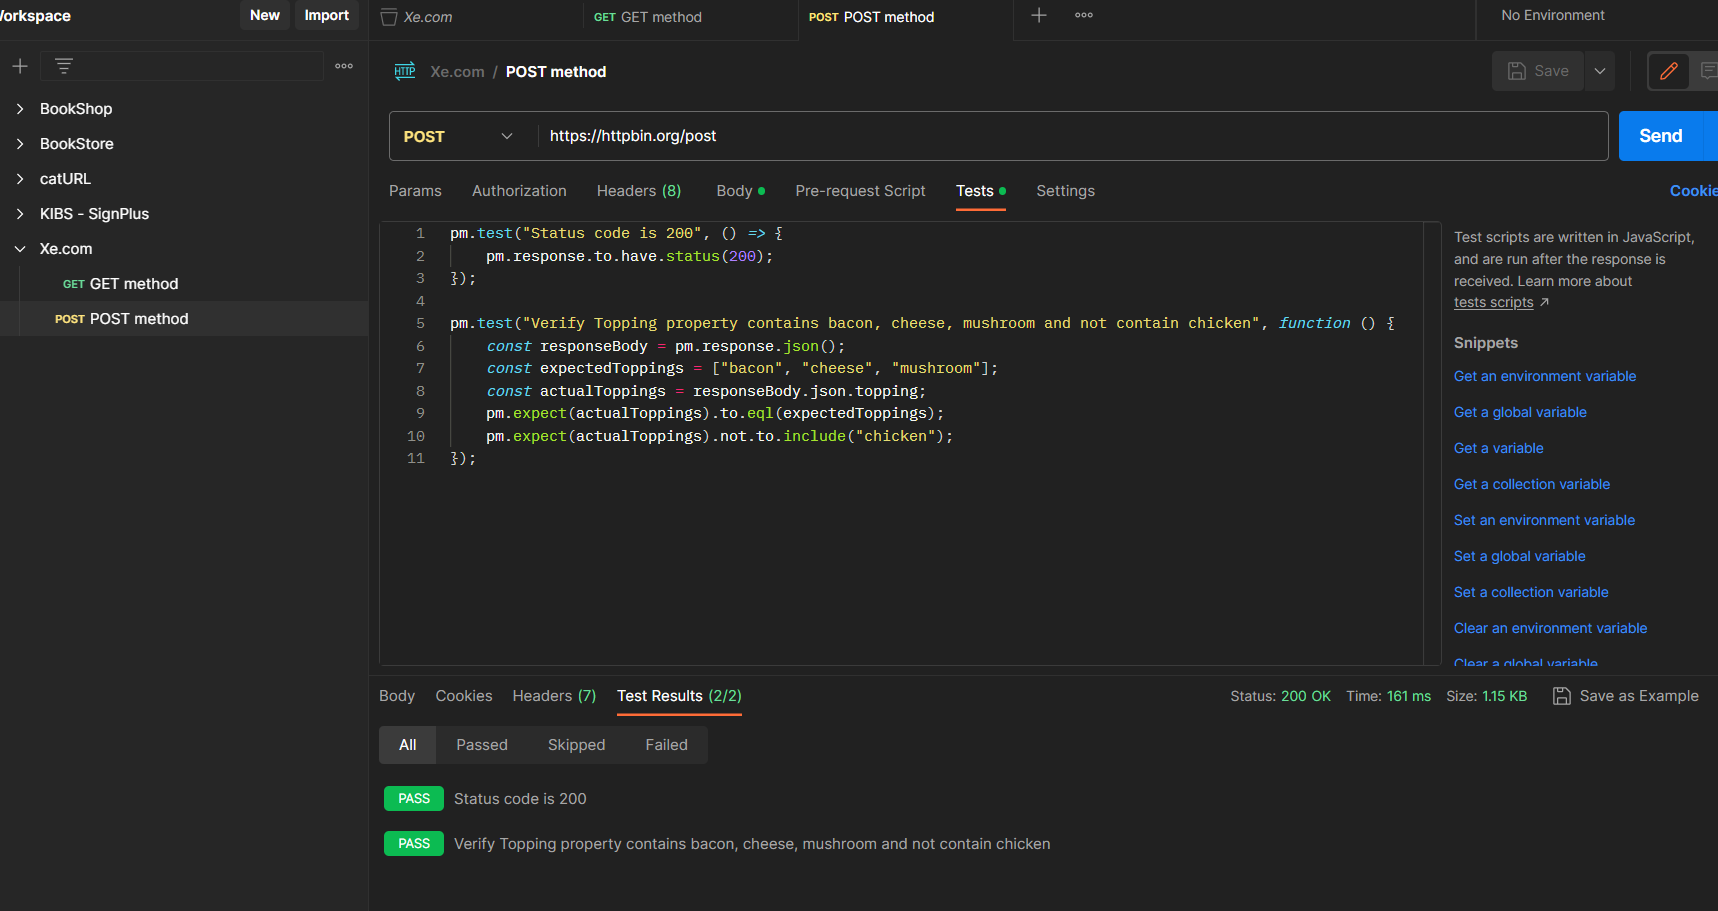 Workspace
New
Import
Xe.com
GET GET method
POST POST method
No Environment
BookShop
BookStore
catURL
KIBS - SignPlus
Xe.com
GET GET method
POST POST method
HTTP Xe.com / POST method
Save
POST
https://httpbin.org/post
Send
Params
Authorization
Headers (8)
Body
Pre-request Script
Tests
Settings
Cookie
1 pm.test("Status code is 200", () => {
2 pm.response.to.have.status(200);
3 });
4
5 pm.test("Verify Topping property contains bacon, cheese, mushroom and not contain chicken", function () {
6 const responseBody = pm.response.json();
7 const expectedToppings = ["bacon", "cheese", "mushroom"];
8 const actualToppings = responseBody.json.topping;
9 pm.expect(actualToppings).to.eql(expectedToppings);
10 pm.expect(actualToppings).not.to.include("chicken");
11 });
Test scripts are written in JavaScript,
and are run after the response is
received. Learn more about
tests scripts ↗
Snippets
Get an environment variable
Get a global variable
Get a variable
Get a collection variable
Set an environment variable
Set a global variable
Set a collection variable
Clear an environment variable
Clear a global variable
Body
Cookies
Headers (7)
Test Results (2/2)
Status: 200 OK
Time: 161 ms
Size: 1.15 KB
Save as Example
All
Passed
Skipped
Failed
PASS Status code is 200
PASS Verify Topping property contains bacon, cheese, mushroom and not contain chicken